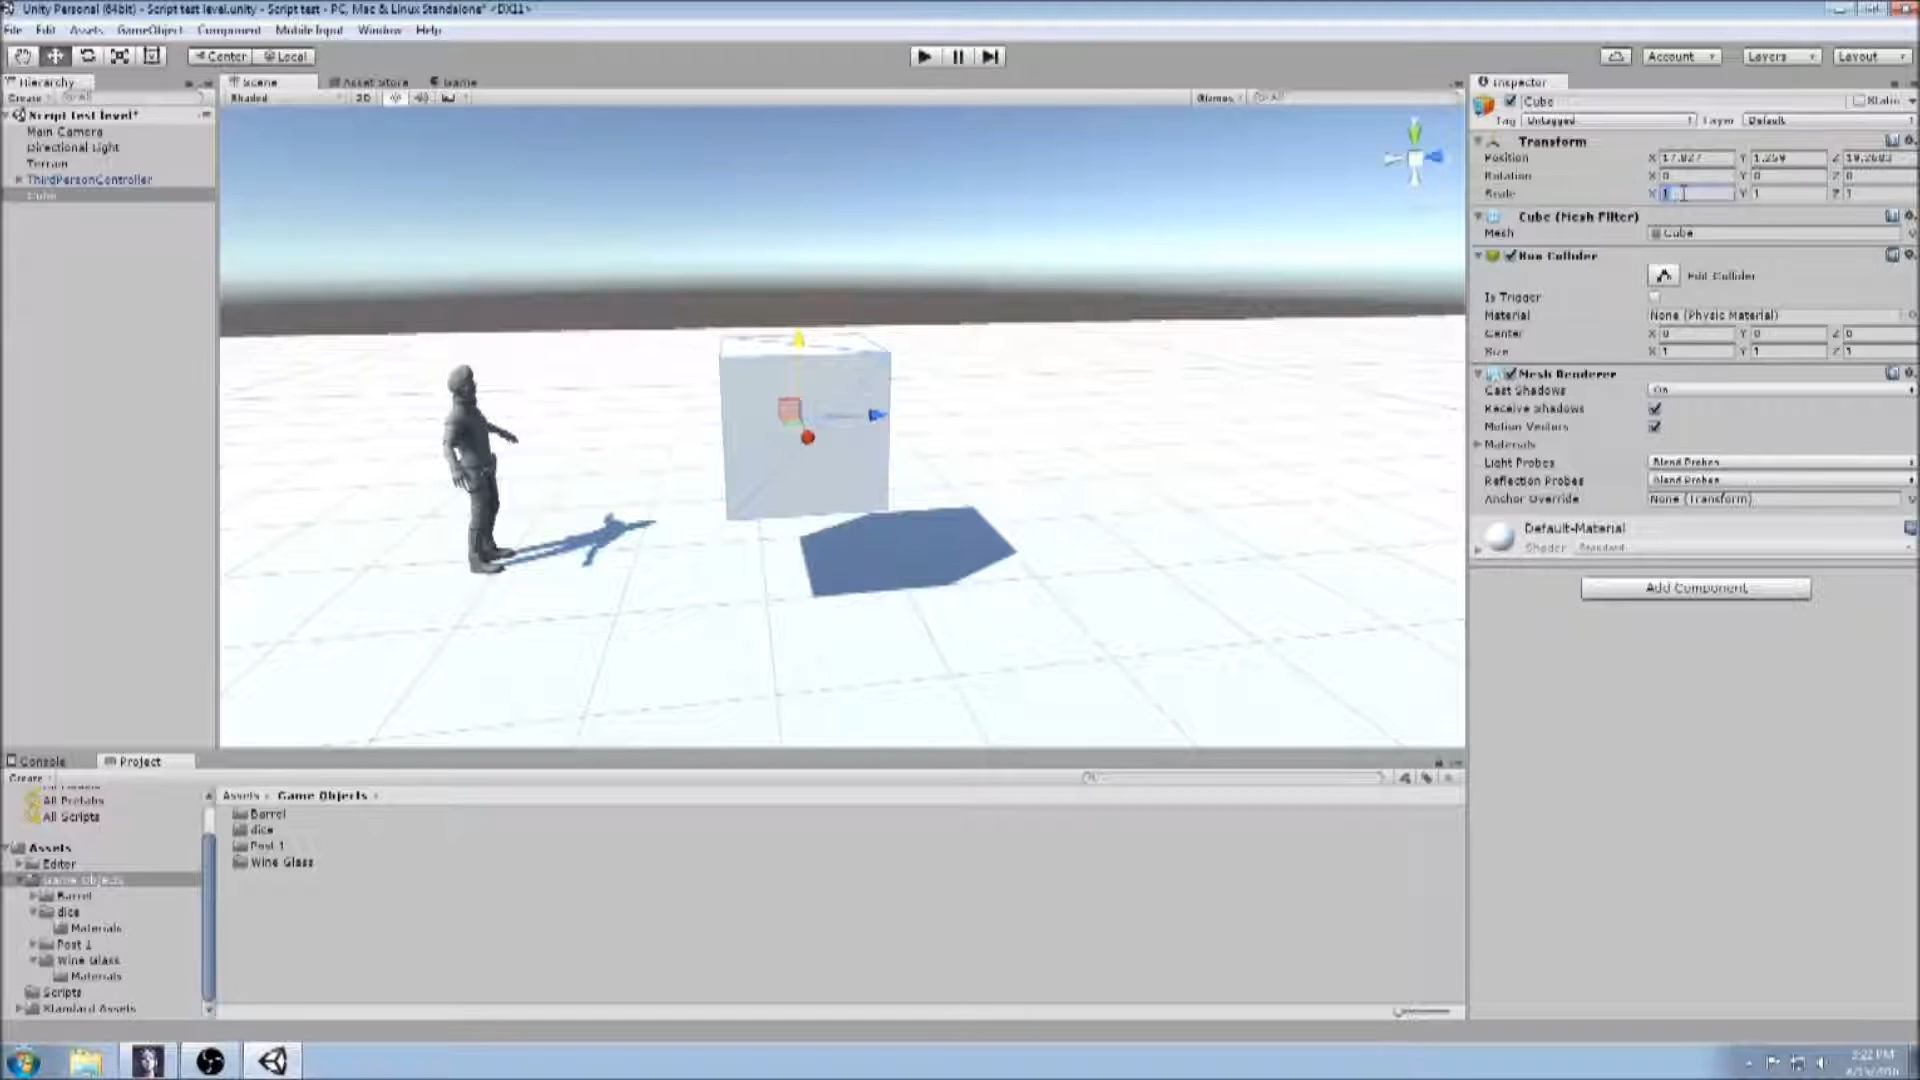 Unity Personal (64bit) - Script test level.unity - Script test - PC, Mac & Linux Standalone* <DX11>
File Edit Assets GameObject Component Mobile Input Window Help
Center Local
Account Layers Layout
Hierarchy
Scene Asset Store Game
Inspector
Create
Shaded 2D
Gizmos
Cube Static
Script test level*
Tag Untagged Layer Default
Main Camera
Directional Light
Terrain
ThirdPersonController
Cube
Transform
Position X 17.827 Y 1.259 Z
Rotation X 0 Y 0 Z 0
Scale X 1 Y 1 Z 1
Cube (Mesh Filter)
Mesh Cube
Box Collider
Edit Collider
Is Trigger
Material None (Physic Material)
Center X 0 Y 0 Z 0
Size X 1 Y 1 Z 1
Mesh Renderer
Cast Shadows On
Receive Shadows
Motion Vectors
Materials
Light Probes Blend Probes
Reflection Probes Blend Probes
Anchor Override None (Transform)
Default-Material
Shader Standard
Add Component
Console Project
Create
All Prefabs
All Scripts
Assets
Editor
Game Objects
Barrel
dice
Materials
Post 1
Wine Glass
Materials
Scripts
Standard Assets
Assets Game Objects
Barrel
dice
Post 1
Wine Glass
3:22 PM